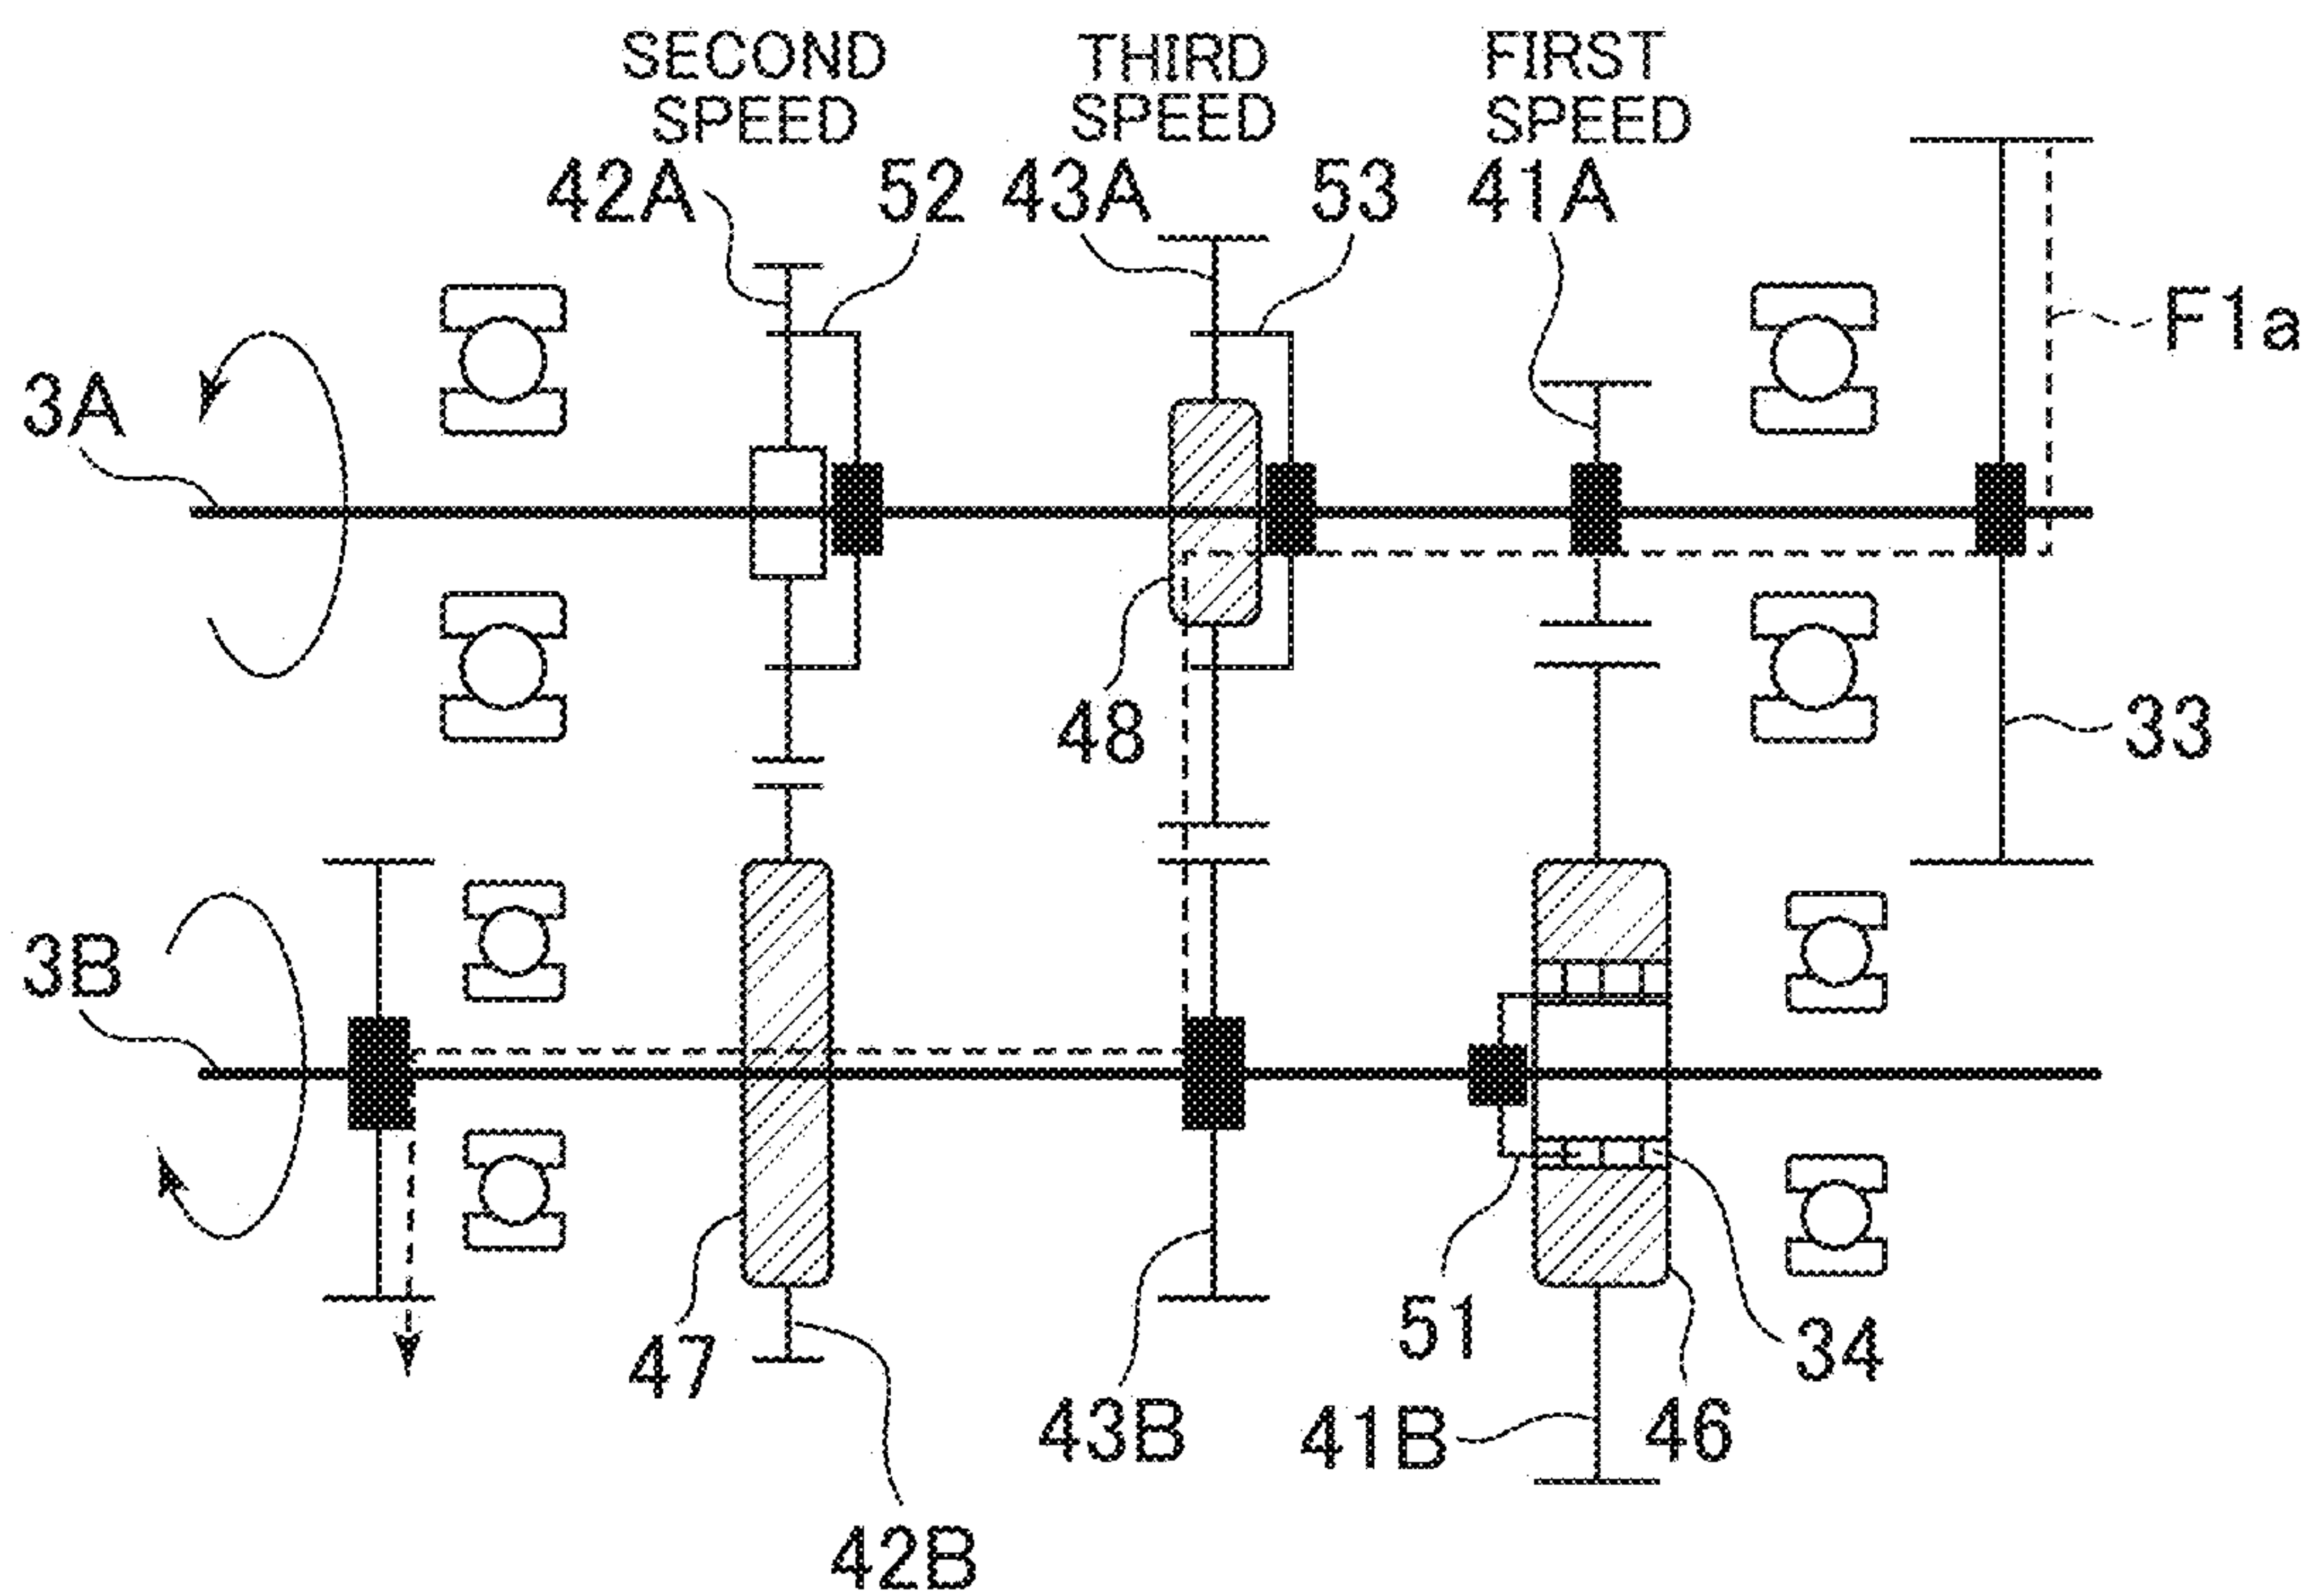 SECOND SPEED
THIRD SPEED
FIRST SPEED
42A
52
43A
53
41A
F1a
3A
48
33
3B
51
34
47
43B
41B
46
42B